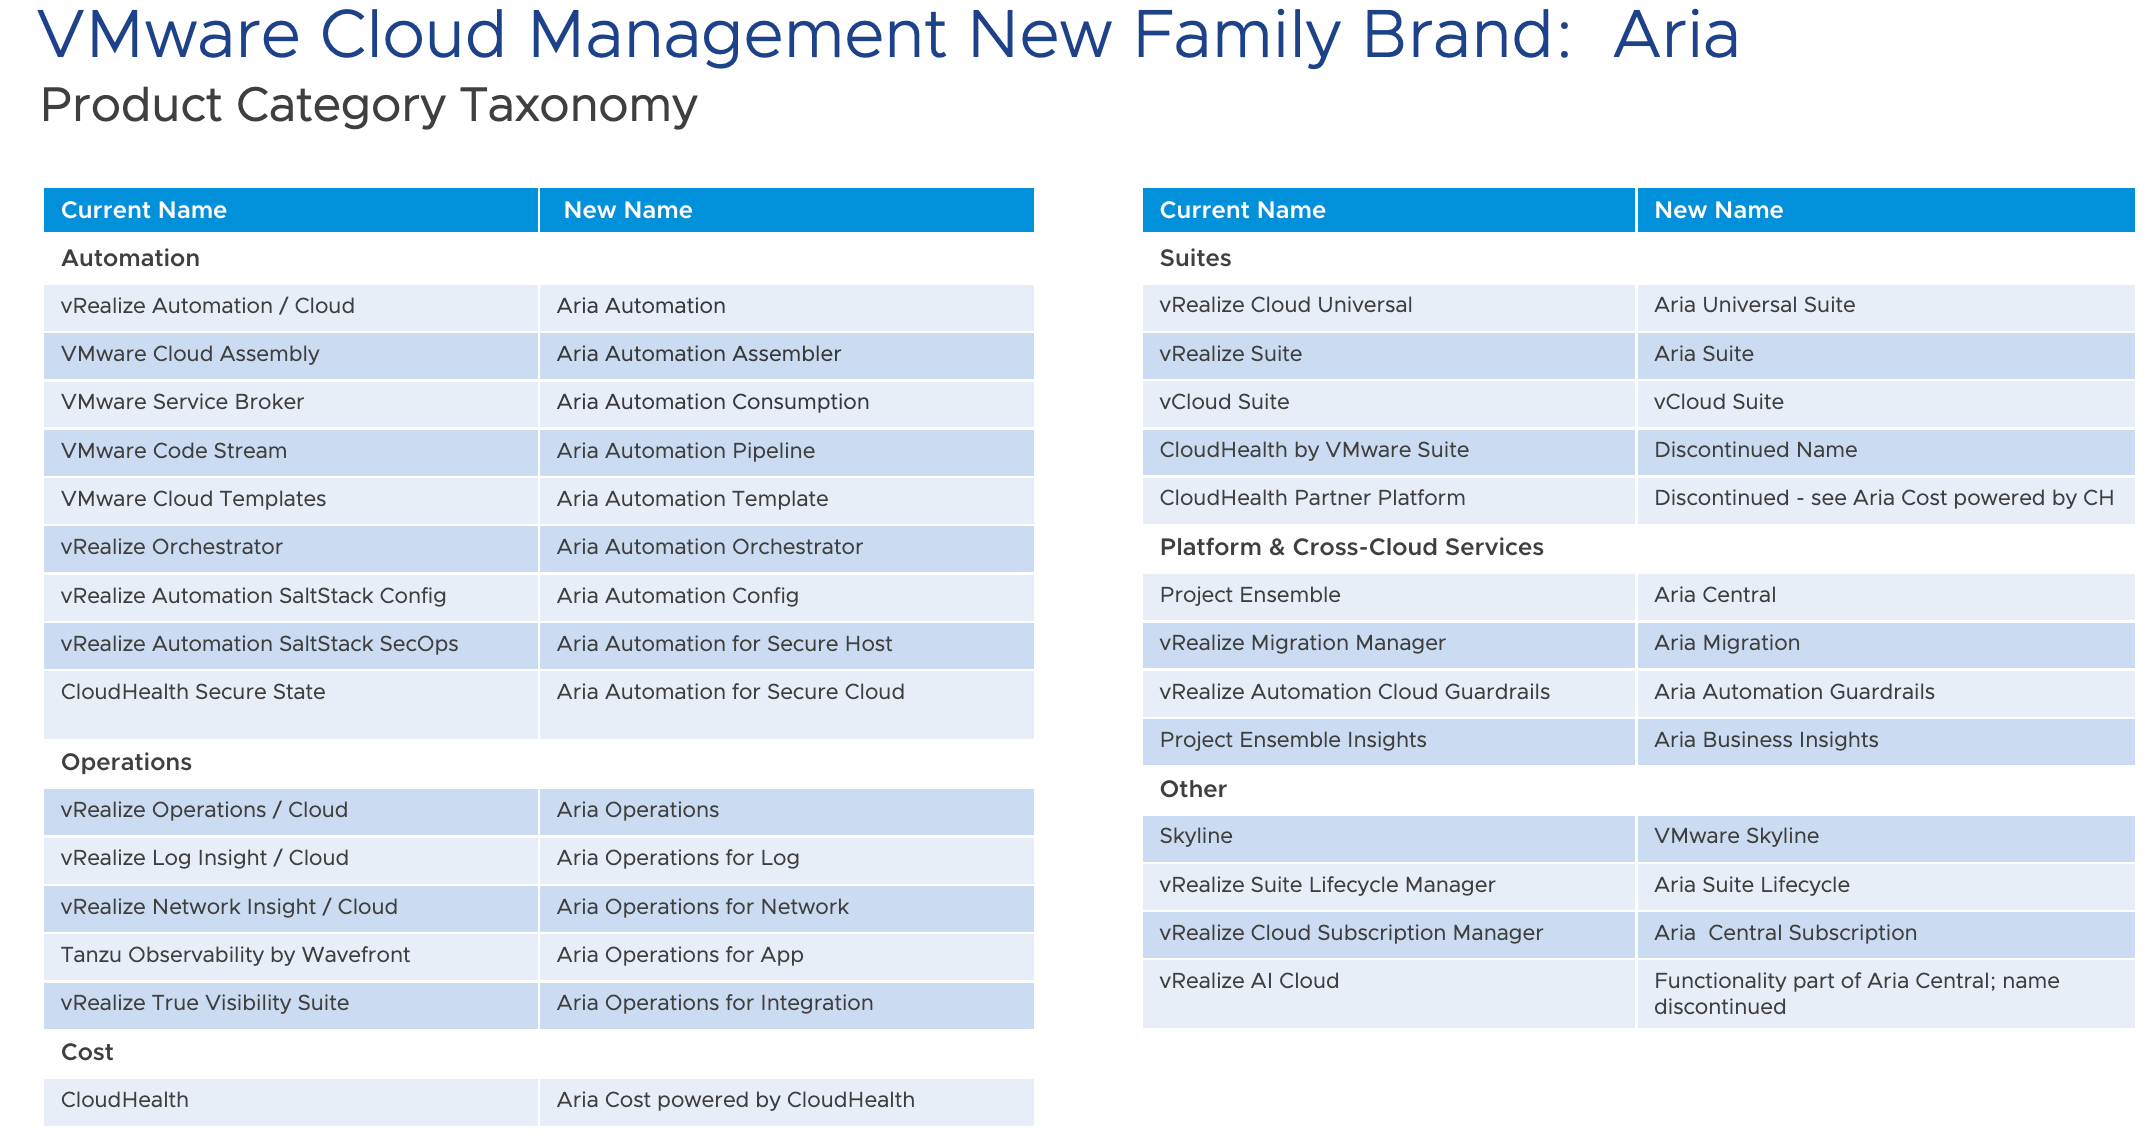 VMware Cloud Management New Family Brand:  Aria
Product Category Taxonomy
Current Name New Name
Automation
vRealize Automation / Cloud Aria Automation
VMware Cloud Assembly Aria Automation Assembler
VMware Service Broker Aria Automation Consumption
VMware Code Stream Aria Automation Pipeline
VMware Cloud Templates Aria Automation Template
vRealize Orchestrator Aria Automation Orchestrator
vRealize Automation SaltStack Config Aria Automation Config
vRealize Automation SaltStack SecOps Aria Automation for Secure Host
CloudHealth Secure State Aria Automation for Secure Cloud
Operations
vRealize Operations / Cloud Aria Operations
vRealize Log Insight / Cloud Aria Operations for Log
vRealize Network Insight / Cloud Aria Operations for Network
Tanzu Observability by Wavefront Aria Operations for App
vRealize True Visibility Suite Aria Operations for Integration
Cost
CloudHealth Aria Cost powered by CloudHealth
Current Name New Name
Suites
vRealize Cloud Universal Aria Universal Suite
vRealize Suite Aria Suite
vCloud Suite vCloud Suite
CloudHealth by VMware Suite Discontinued Name
CloudHealth Partner Platform Discontinued - see Aria Cost powered by CH
Platform & Cross-Cloud Services
Project Ensemble Aria Central
vRealize Migration Manager Aria Migration
vRealize Automation Cloud Guardrails Aria Automation Guardrails
Project Ensemble Insights Aria Business Insights
Other
Skyline VMware Skyline
vRealize Suite Lifecycle Manager Aria Suite Lifecycle
vRealize Cloud Subscription Manager Aria  Central Subscription
vRealize AI Cloud Functionality part of Aria Central; name
discontinued